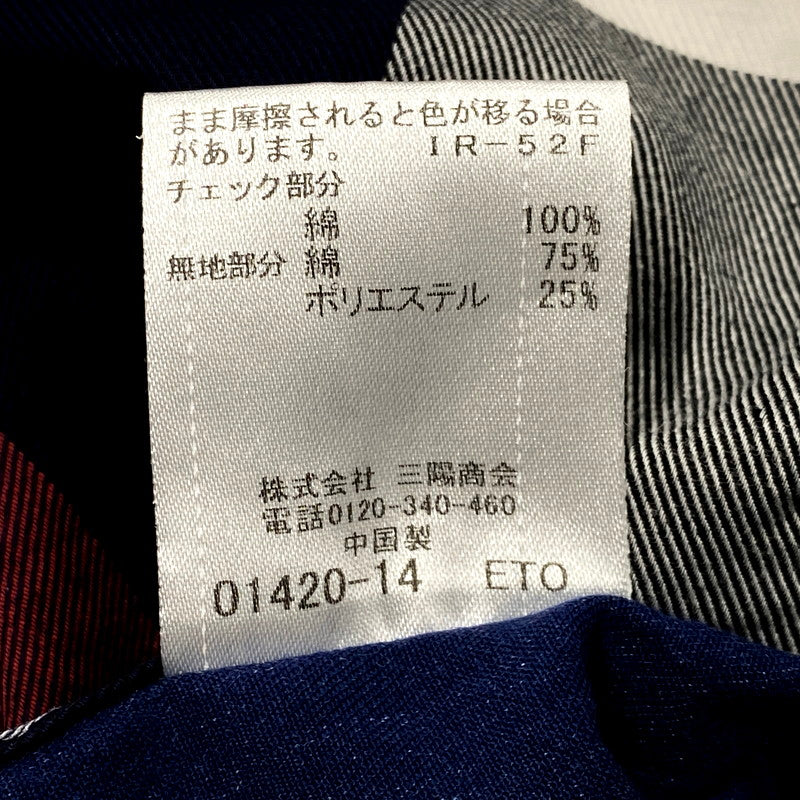 まま摩擦されると色が移る場合
があります。 IR-52F
チェック部分
綿 100%
無地部分 綿 75%
ポリエステル 25%
株式会社 三陽商会
電話0120-340-460
中国製
01420-14 ETO